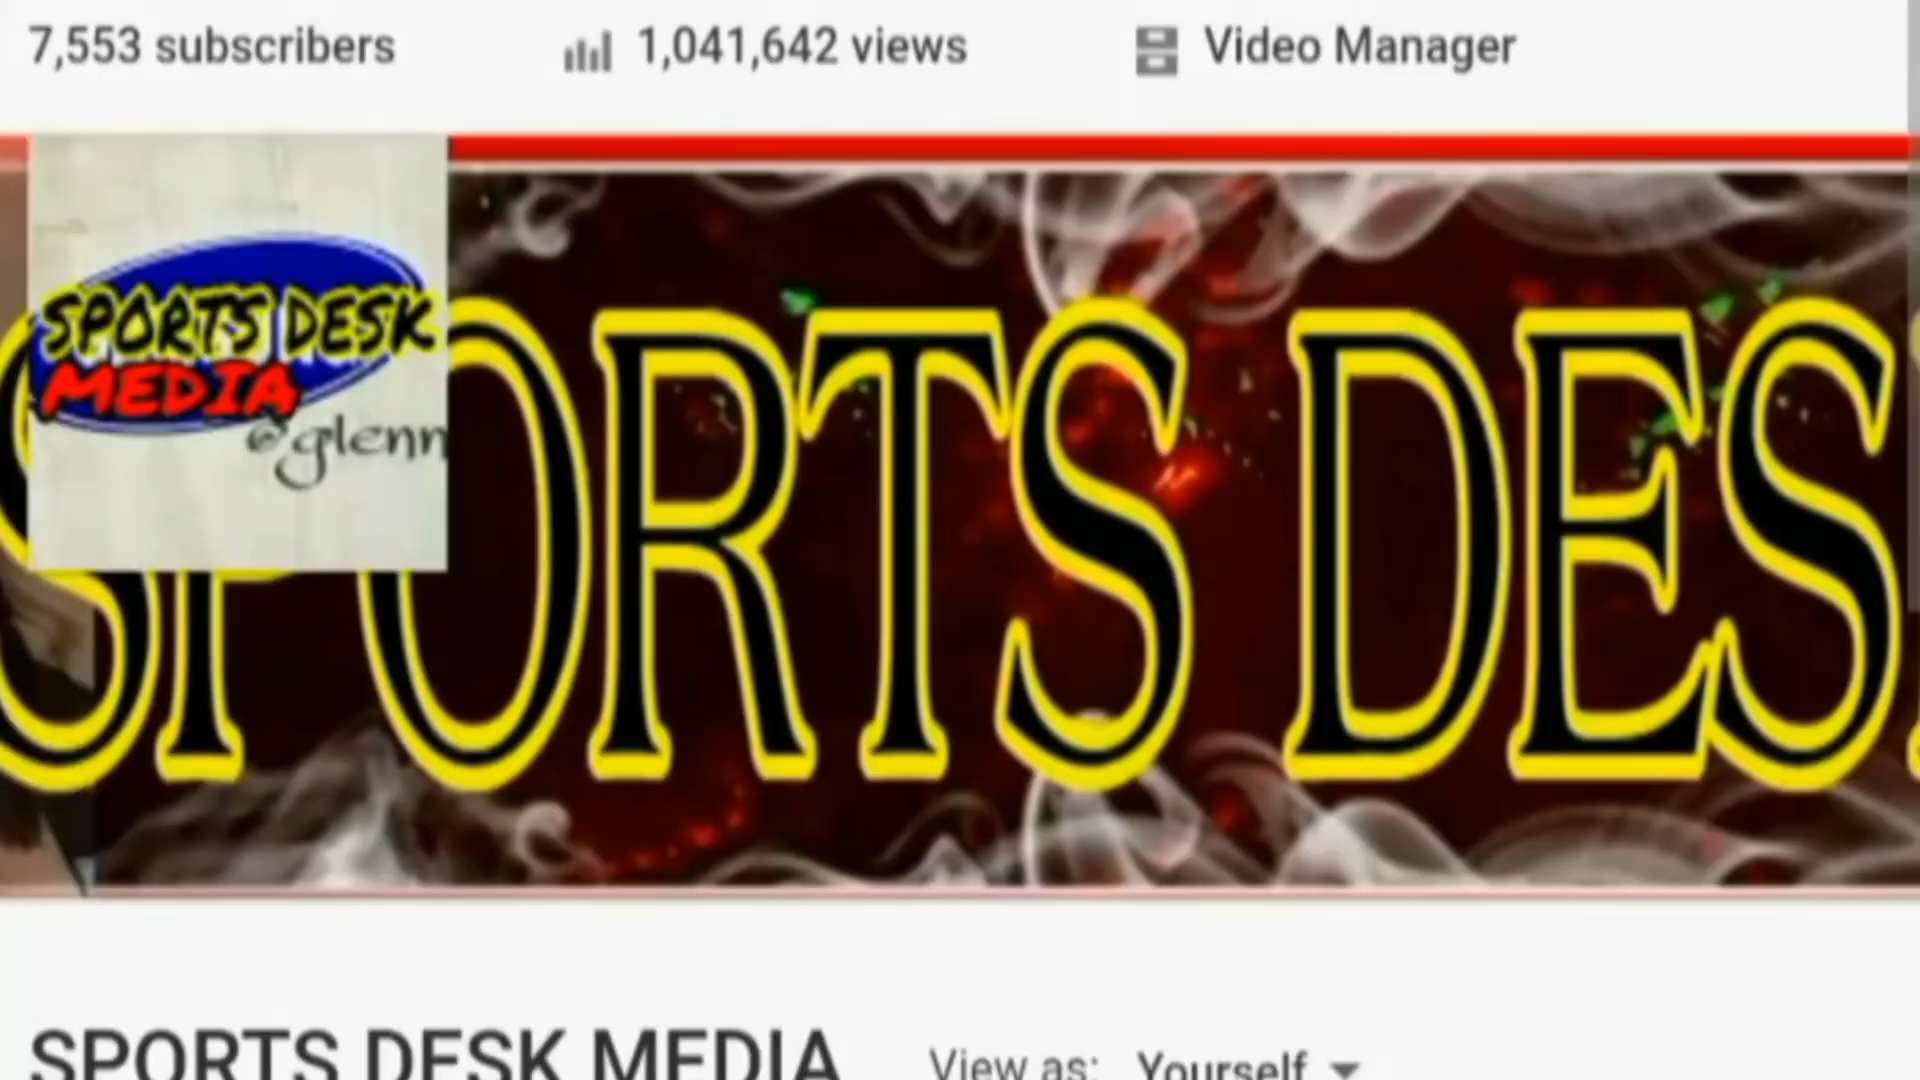 7,553 subscribers
1,041,642 views
Video Manager
SPORTS DESK
MEDIA
@glenn
SPORTS DES
SPORTS DESK MEDIA
View as: Yourself